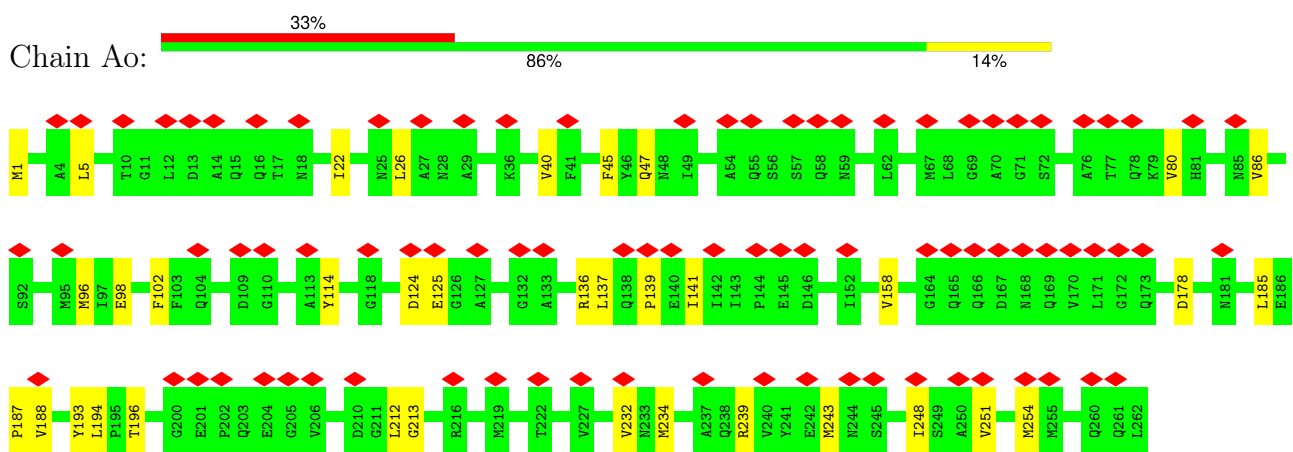 33%
Chain Ao:
86% 14%
M1 A4 L5 T10 G11 L12 D13 A14 Q15 Q16 T17 N18 I22 N25 L26 A27 N28 A29 K36 V40 F41 F45 Y46 Q47 N48 I49 A54 Q55 S56 S57 Q58 N59 L62 M67 L68 G69 A70 G71 S72 A76 T77 Q78 K79 V80 H81 N85 V86
S92 M95 M96 I97 E98 F102 F103 Q104 D109 G110 A113 Y114 G118 D124 E125 G126 A127 G132 A133 R136 L137 Q138 P139 E140 I141 I142 I143 P144 E145 D146 I152 V158 G164 Q165 Q166 D167 N168 Q169 V170 L171 G172 Q173 D178 N181 L185 E186
P187 V188 Y193 L194 P195 T196 G200 E201 P202 Q203 E204 G205 V206 D210 G211 L212 G213 R216 M219 T222 V227 V232 N233 M234 A237 Q238 R239 V240 Y241 E242 M243 N244 S245 I248 S249 A250 V251 M254 M255 Q260 Q261 L262